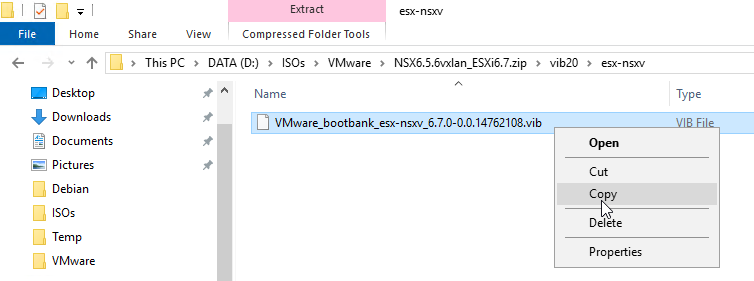 Extract
esx-nsxv
File
Home
Share
View
Compressed Folder Tools
This PC > DATA (D:) > ISOs > VMware > NSX6.5.6vxlan_ESXi6.7.zip > vib20 > esx-nsxv
Desktop
Downloads
Documents
Pictures
Debian
ISOs
Temp
VMware
Name
Type
VMware_bootbank_esx-nsxv_6.7.0-0.0.14762108.vib
VIB File
Open
Cut
Copy
Delete
Properties